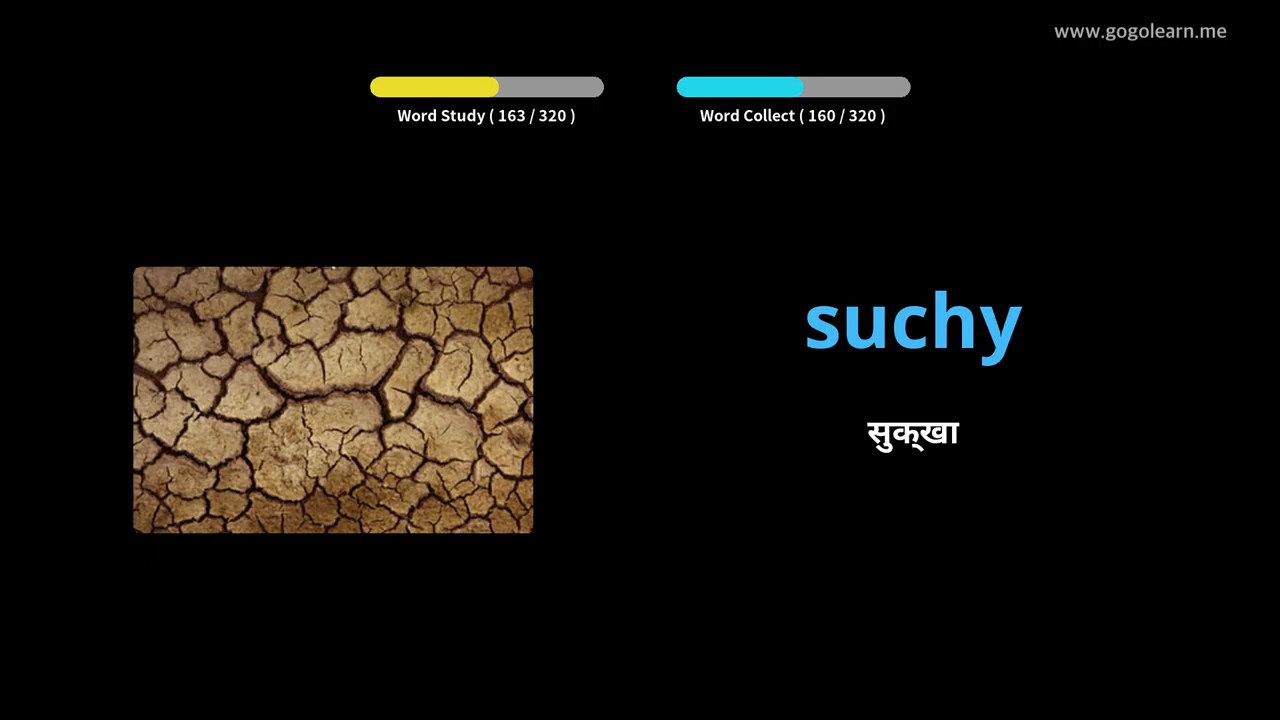 www.gogolearn.me
Word Study ( 163 / 320 )
Word Collect ( 160 / 320 )
suchy
सुक्खा